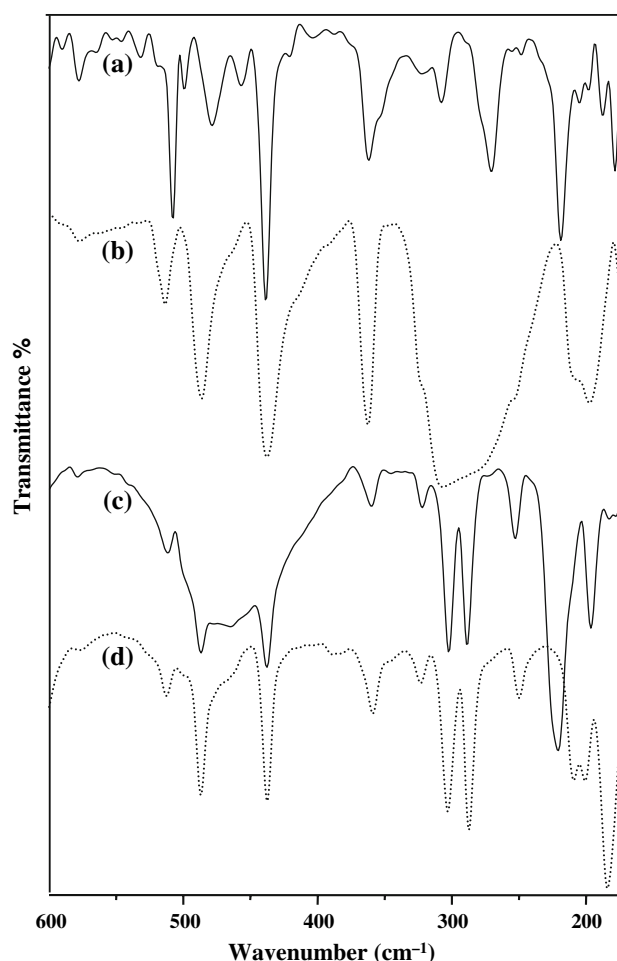 (a)
(b)
Transmittance %
(c)
(d)
600 500 400 300 200
Wavenumber (cm⁻¹)